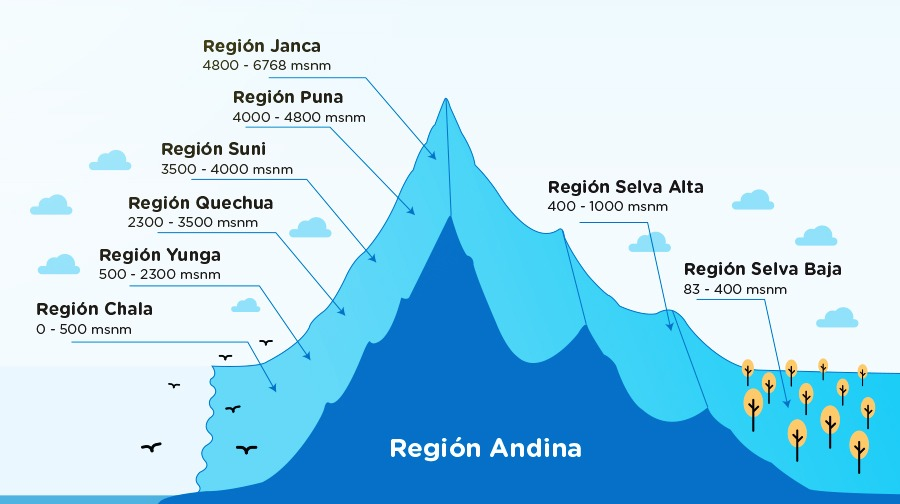 Región Janca
4800 - 6768 msnm
Región Puna
4000 - 4800 msnm
Región Suni
3500 - 4000 msnm
Región Quechua
2300 - 3500 msnm
Región Yunga
500 - 2300 msnm
Región Chala
0 - 500 msnm
Región Selva Alta
400 - 1000 msnm
Región Selva Baja
83 - 400 msnm
Región Andina